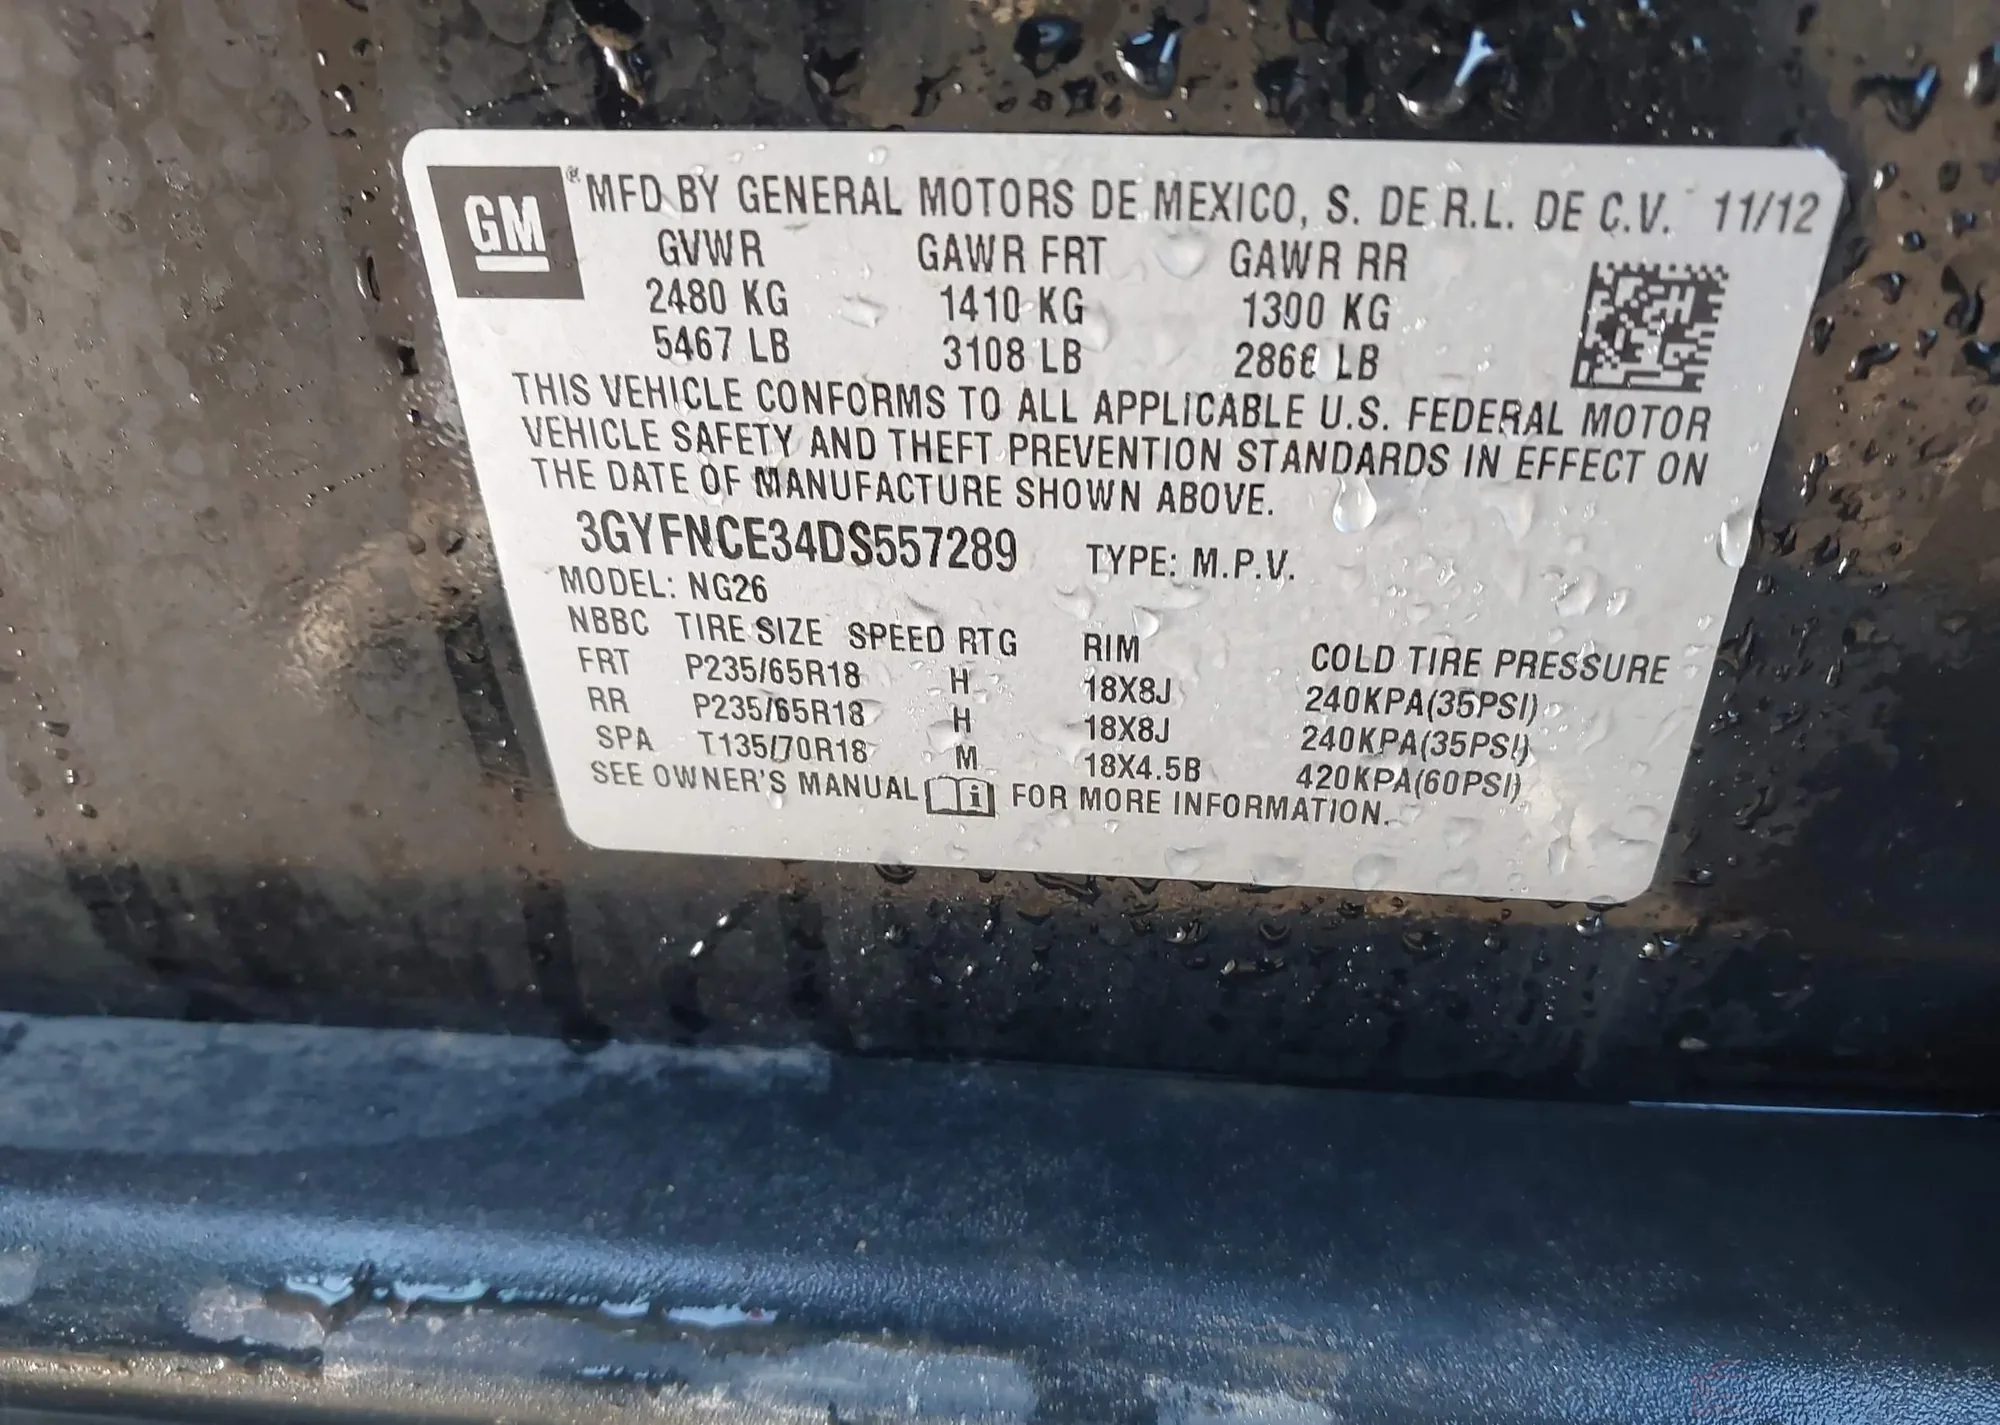 GM ® MFD BY GENERAL MOTORS DE MEXICO, S. DE R.L. DE C.V. 11/12
GVWR GAWR FRT GAWR RR
2480 KG 1410 KG 1300 KG
5467 LB 3108 LB 2866 LB
THIS VEHICLE CONFORMS TO ALL APPLICABLE U.S. FEDERAL MOTOR
VEHICLE SAFETY AND THEFT PREVENTION STANDARDS IN EFFECT ON
THE DATE OF MANUFACTURE SHOWN ABOVE.
3GYFNCE34DS557289 TYPE: M.P.V.
MODEL: NG26
NBBC TIRE SIZE SPEED RTG RIM COLD TIRE PRESSURE
FRT P235/65R18 H 18X8J 240KPA(35PSI)
RR P235/65R18 H 18X8J 240KPA(35PSI)
SPA T135/70R18 M 18X4.5B 420KPA(60PSI)
SEE OWNER'S MANUAL i FOR MORE INFORMATION.